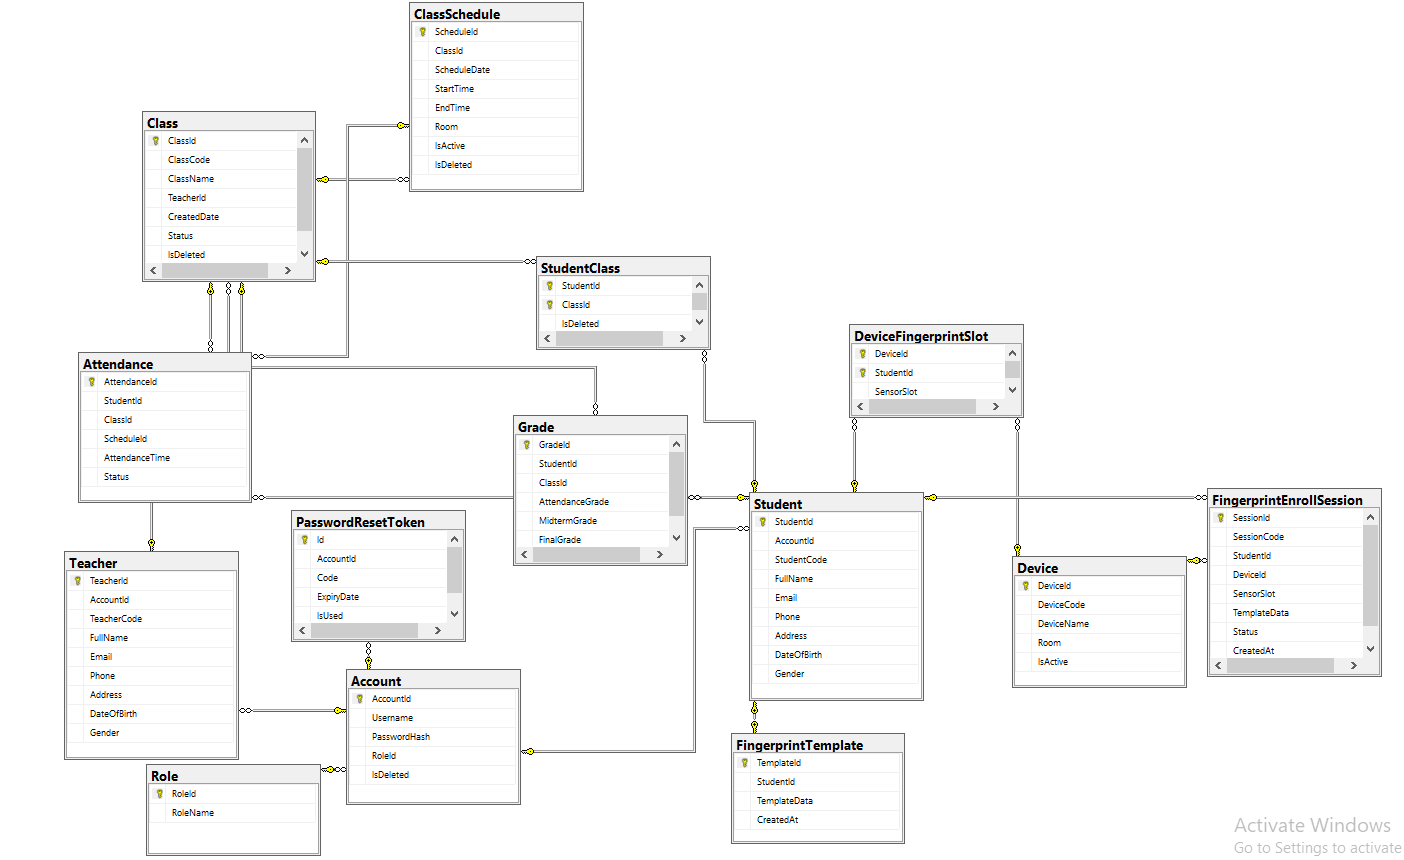 ClassSchedule
ScheduleId
ClassId
ScheduleDate
StartTime
EndTime
Room
IsActive
IsDeleted
Class
ClassId
ClassCode
ClassName
TeacherId
CreatedDate
Status
IsDeleted
StudentClass
StudentId
ClassId
IsDeleted
DeviceFingerprintSlot
DeviceId
StudentId
SensorSlot
Attendance
AttendanceId
StudentId
ClassId
ScheduleId
AttendanceTime
Status
Grade
GradeId
StudentId
ClassId
AttendanceGrade
MidtermGrade
FinalGrade
Student
StudentId
AccountId
StudentCode
FullName
Email
Phone
Address
DateOfBirth
Gender
FingerprintEnrollSession
SessionId
SessionCode
StudentId
DeviceId
SensorSlot
TemplateData
Status
CreatedAt
PasswordResetToken
Id
AccountId
Code
ExpiryDate
IsUsed
Teacher
TeacherId
AccountId
TeacherCode
FullName
Email
Phone
Address
DateOfBirth
Gender
Device
DeviceId
DeviceCode
DeviceName
Room
IsActive
Account
AccountId
Username
PasswordHash
RoleId
IsDeleted
FingerprintTemplate
TemplateId
StudentId
TemplateData
CreatedAt
Role
RoleId
RoleName
Activate Windows
Go to Settings to activate